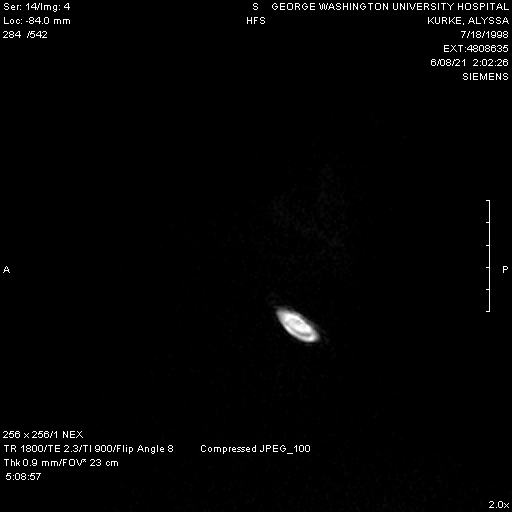 Ser: 14/Img: 4
Loc: -84.0 mm
284 /542
S
HFS
GEORGE WASHINGTON UNIVERSITY HOSPITAL
KURKE, ALYSSA
7/18/1998
EXT:4808635
6/08/21 2:02:26
SIEMENS
A
P
256 x 256/1 NEX
TR 1800/TE 2.3/TI 900/Flip Angle 8
Compressed JPEG_100
Thk 0.9 mm/FOV* 23 cm
5:08:57
2.0x